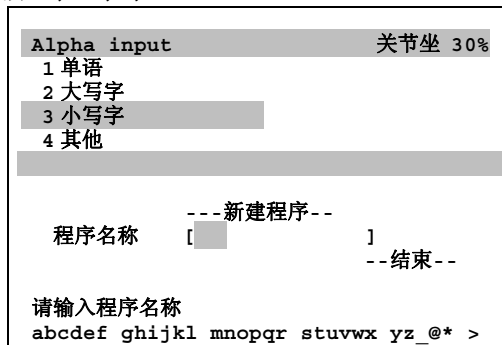 Alpha input 关节坐 30%
1 单语
2 大写字
3 小写字
4 其他
---新建程序--
程序名称 [ ]
--结束--
请输入程序名称
abcdef ghijkl mnopqr stuvwx yz_@* >